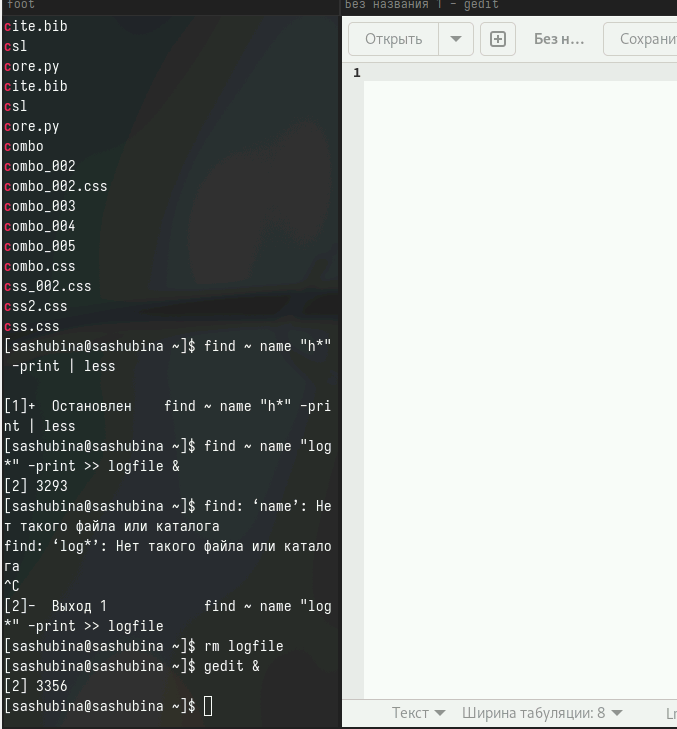 foot
cite.bib
csl
core.py
cite.bib
csl
core.py
combo
combo_002
combo_002.css
combo_003
combo_004
combo_005
combo.css
css_002.css
css2.css
css.css
[sashubina@sashubina ~]$ find ~ name "h*"
-print | less
[1]+  Остановлен    find ~ name "h*" -pri
nt | less
[sashubina@sashubina ~]$ find ~ name "log
*" -print >> logfile &
[2] 3293
[sashubina@sashubina ~]$ find: ‘name’: Не
т такого файла или каталога
find: ‘log*’: Нет такого файла или катало
га
^C
[2]-  Выход 1            find ~ name "log
*" -print >> logfile
[sashubina@sashubina ~]$ rm logfile
[sashubina@sashubina ~]$ gedit &
[2] 3356
[sashubina@sashubina ~]$
Без названия 1 - gedit
Открыть Без н... Сохрани
1
Текст Ширина табуляции: 8 Ln